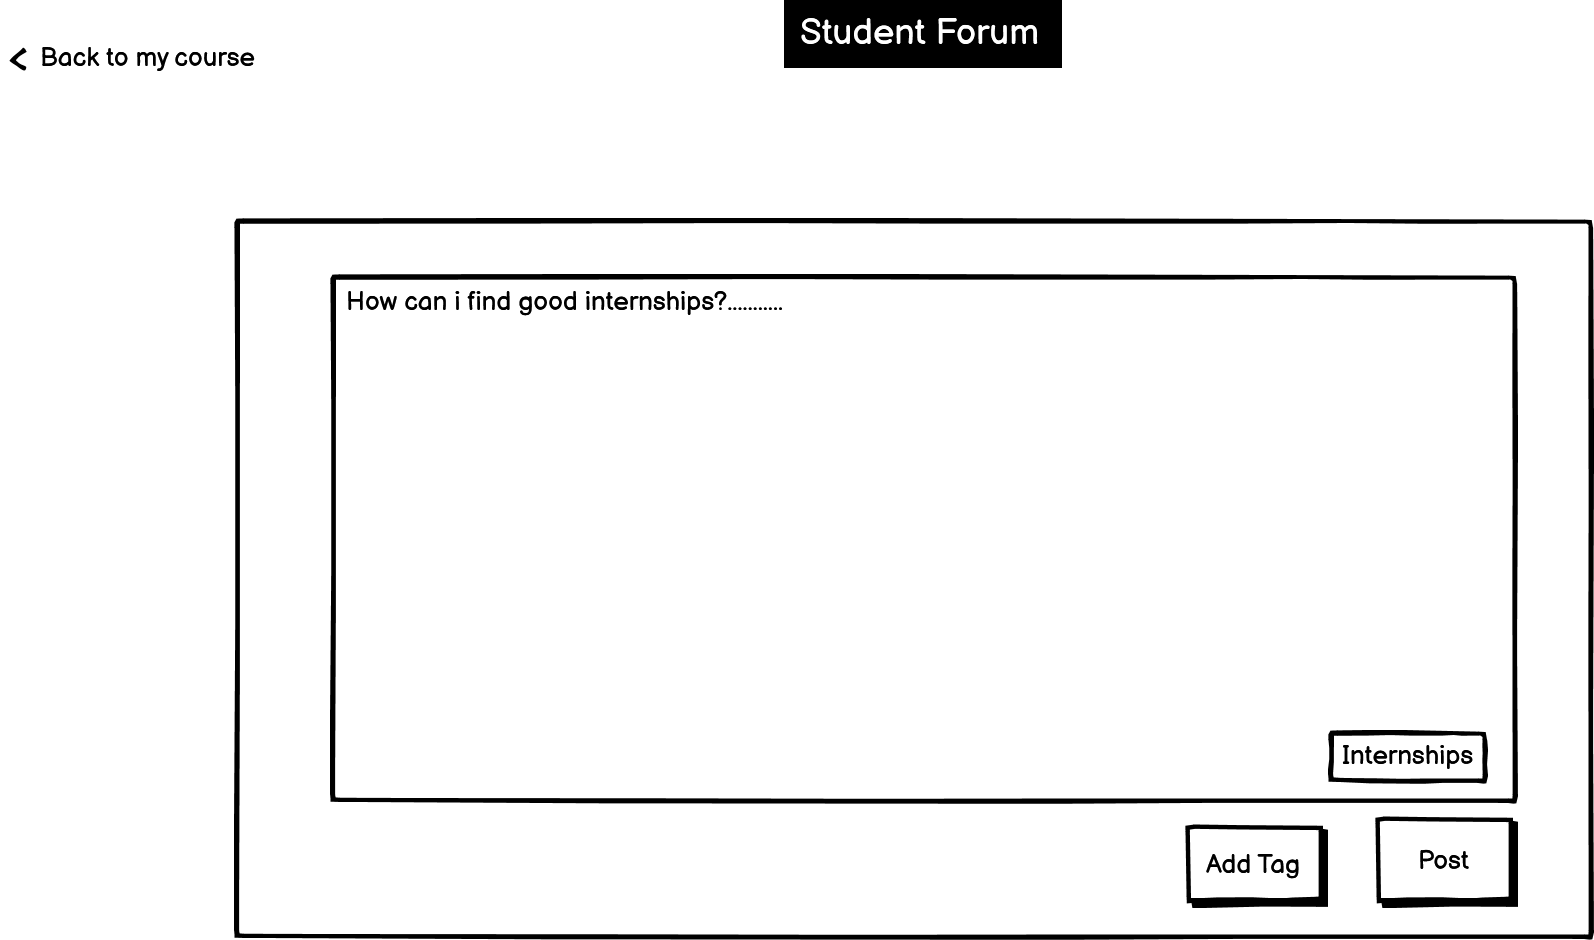 Student Forum
Back to my course
How can i find good internships?...........
Internships
Add Tag
Post